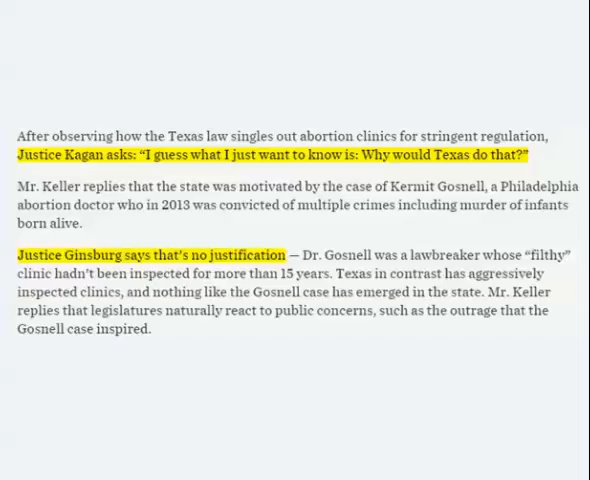 After observing how the Texas law singles out abortion clinics for stringent regulation,
Justice Kagan asks: “I guess what I just want to know is: Why would Texas do that?”
Mr. Keller replies that the state was motivated by the case of Kermit Gosnell, a Philadelphia
abortion doctor who in 2013 was convicted of multiple crimes including murder of infants
born alive.
Justice Ginsburg says that’s no justification — Dr. Gosnell was a lawbreaker whose “filthy”
clinic hadn’t been inspected for more than 15 years. Texas in contrast has aggressively
inspected clinics, and nothing like the Gosnell case has emerged in the state. Mr. Keller
replies that legislatures naturally react to public concerns, such as the outrage that the
Gosnell case inspired.